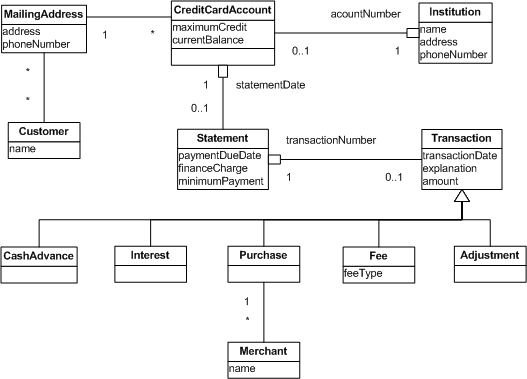 MailingAddress
address
phoneNumber
1
*
CreditCardAccount
maximumCredit
currentBalance
acountNumber
0..1
1
Institution
name
address
phoneNumber
*
*
Customer
name
1
statementDate
0..1
Statement
paymentDueDate
financeCharge
minimumPayment
transactionNumber
1
0..1
Transaction
transactionDate
explanation
amount
CashAdvance
Interest
Purchase
Fee
feeType
Adjustment
1
*
Merchant
name